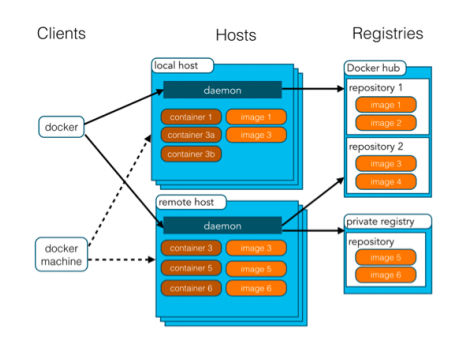 Clients
Hosts
Registries
docker
docker
machine
local host
daemon
container 1
image 1
container 3a
image 3
container 3b
remote host
daemon
container 3
image 3
container 5
image 5
container 6
image 6
Docker hub
repository 1
image 1
image 2
repository 2
image 3
image 4
private registry
repository
image 5
image 6